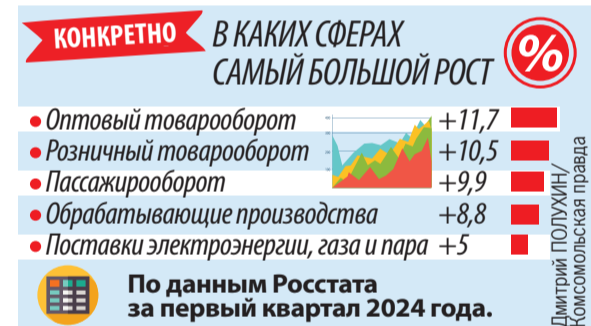 КОНКРЕТНО
В КАКИХ СФЕРАХ
САМЫЙ БОЛЬШОЙ РОСТ
%
• Оптовый товарооборот +11,7
• Розничный товарооборот +10,5
• Пассажирооборот +9,9
• Обрабатывающие производства +8,8
• Поставки электроэнергии, газа и пара +5
По данным Росстата
за первый квартал 2024 года.
Дмитрий ПОЛУХИН/
Комсомольская правда